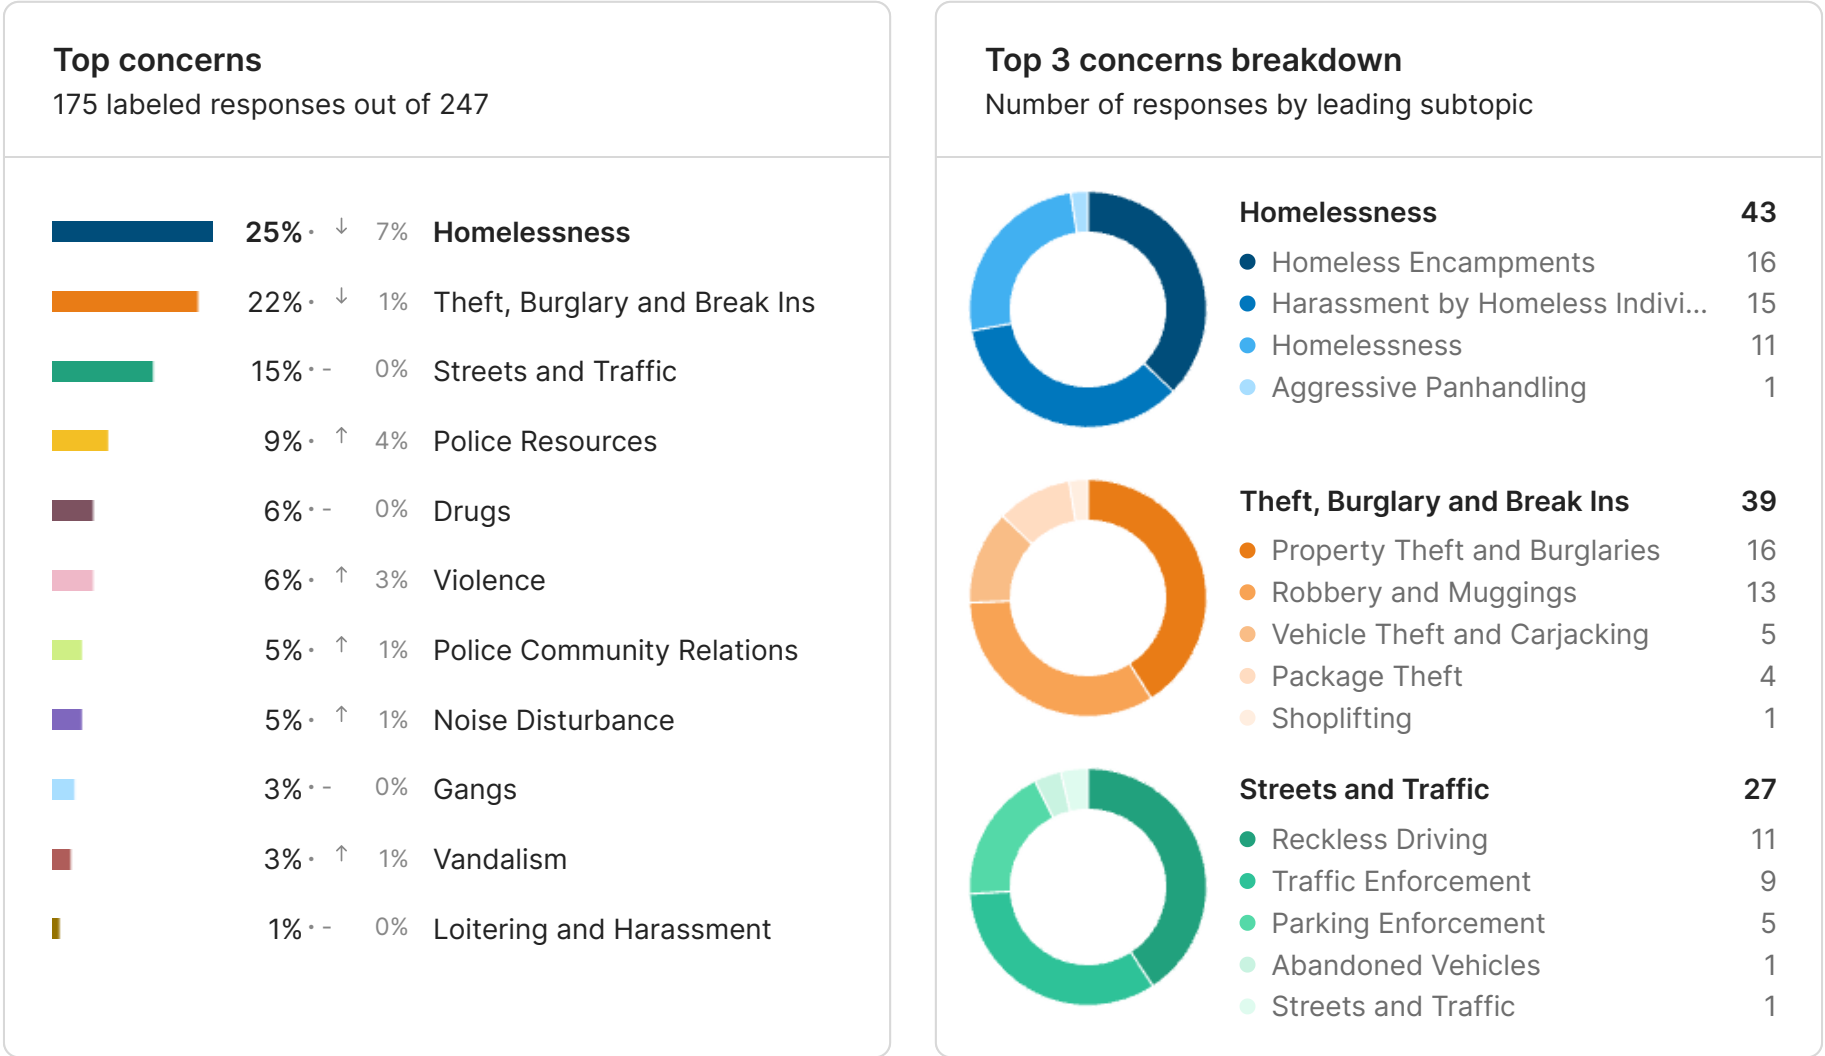 Top concerns
175 labeled responses out of 247
25% · ↓ 7% Homelessness
22% · ↓ 1% Theft, Burglary and Break Ins
15% · - 0% Streets and Traffic
9% · ↑ 4% Police Resources
6% · - 0% Drugs
6% · ↑ 3% Violence
5% · ↑ 1% Police Community Relations
5% · ↑ 1% Noise Disturbance
3% · - 0% Gangs
3% · ↑ 1% Vandalism
1% · - 0% Loitering and Harassment
Top 3 concerns breakdown
Number of responses by leading subtopic
Homelessness 43
Homeless Encampments 16
Harassment by Homeless Indivi... 15
Homelessness 11
Aggressive Panhandling 1
Theft, Burglary and Break Ins 39
Property Theft and Burglaries 16
Robbery and Muggings 13
Vehicle Theft and Carjacking 5
Package Theft 4
Shoplifting 1
Streets and Traffic 27
Reckless Driving 11
Traffic Enforcement 9
Parking Enforcement 5
Abandoned Vehicles 1
Streets and Traffic 1